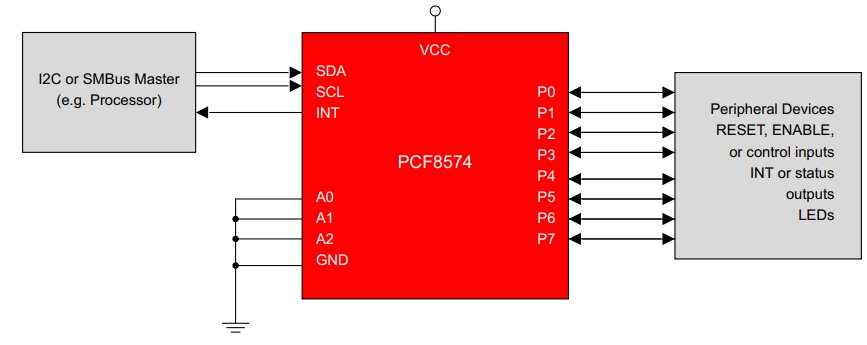 I2C or SMBus Master
(e.g. Processor)
VCC
SDA
SCL
INT
PCF8574
A0
A1
A2
GND
P0
P1
P2
P3
P4
P5
P6
P7
Peripheral Devices
RESET, ENABLE,
or control inputs
INT or status
outputs
LEDs